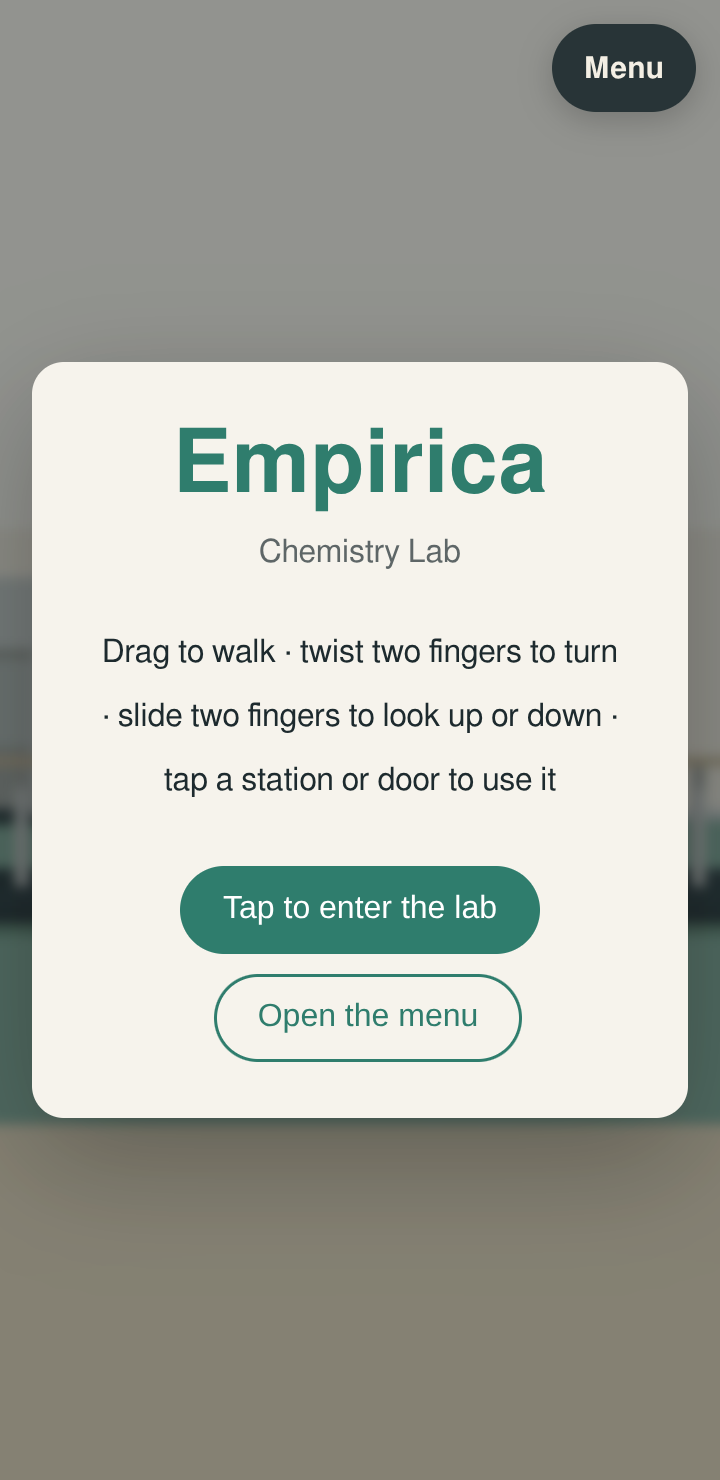 Menu
Empirica
Chemistry Lab
Drag to walk · twist two fingers to turn
· slide two fingers to look up or down ·
tap a station or door to use it
Tap to enter the lab
Open the menu